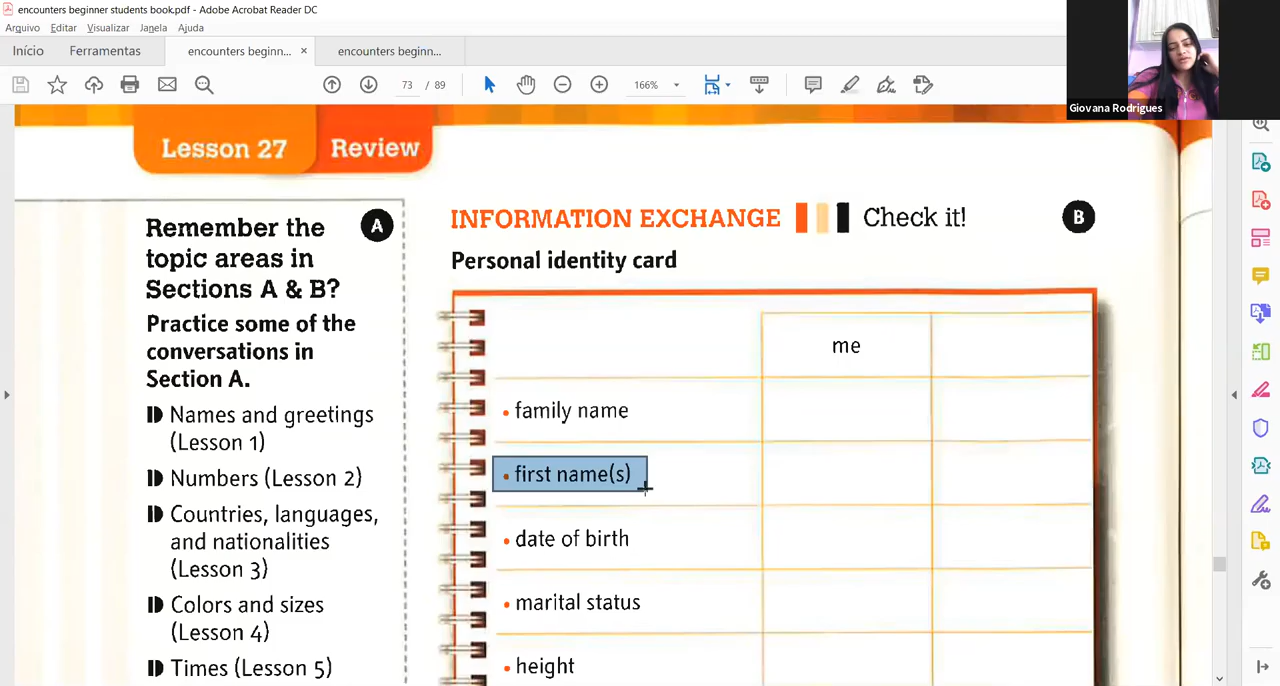 encounters beginner students book.pdf - Adobe Acrobat Reader DC
Arquivo Editar Visualizar Janela Ajuda
Início Ferramentas encounters beginn... × encounters beginn...
73 / 89 166%
Giovana Rodrigues
Lesson 27 Review
Remember the A
topic areas in
Sections A & B?
Practice some of the
conversations in
Section A.
Names and greetings
(Lesson 1)
Numbers (Lesson 2)
Countries, languages,
and nationalities
(Lesson 3)
Colors and sizes
(Lesson 4)
Times (Lesson 5)
INFORMATION EXCHANGE Check it! B
Personal identity card
me
• family name
• first name(s)
• date of birth
• marital status
• height